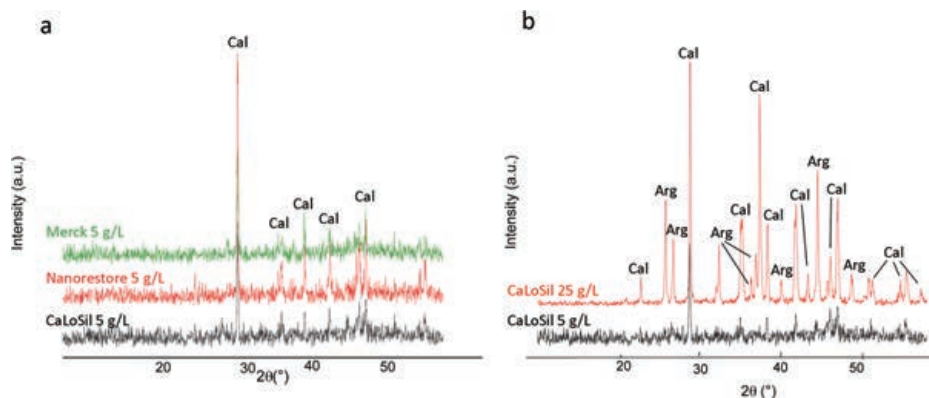 a
Cal
Intensity (a.u.)
Cal
Cal
Cal
Cal
Merck 5 g/L
Nanorestore 5 g/L
CaLoSil 5 g/L
20
30
40
50
2θ(°)
b
Cal
Cal
Intensity (a.u.)
Arg
Arg
Cal
Arg
Cal
Cal
Arg
Cal
Cal
Arg
Cal
Arg
Cal
CaLoSil 25 g/L
CaLoSil 5 g/L
20
30
40
50
2θ (°)